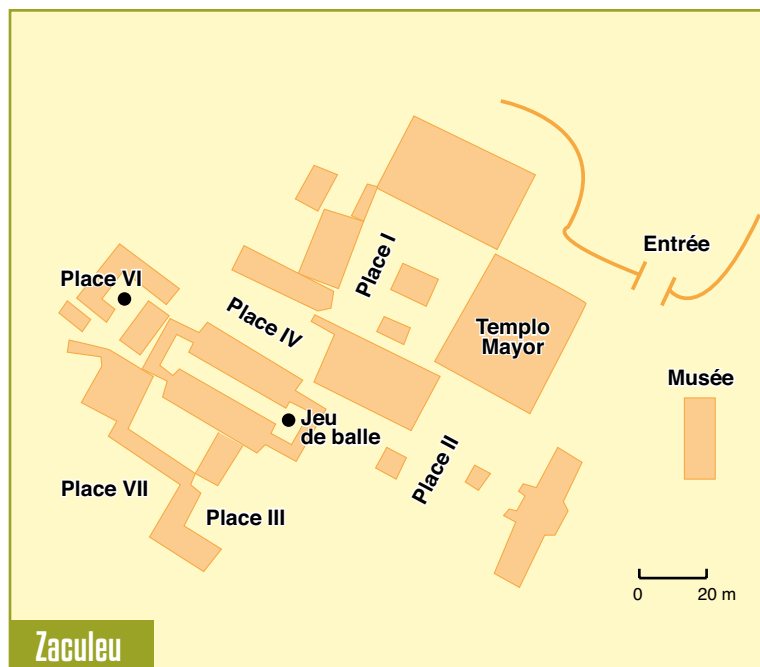 Entrée
Place I
Place VI
Place IV
Templo
Mayor
Musée
Jeu
de balle
Place II
Place VII
Place III
0 20 m
Zaculeu